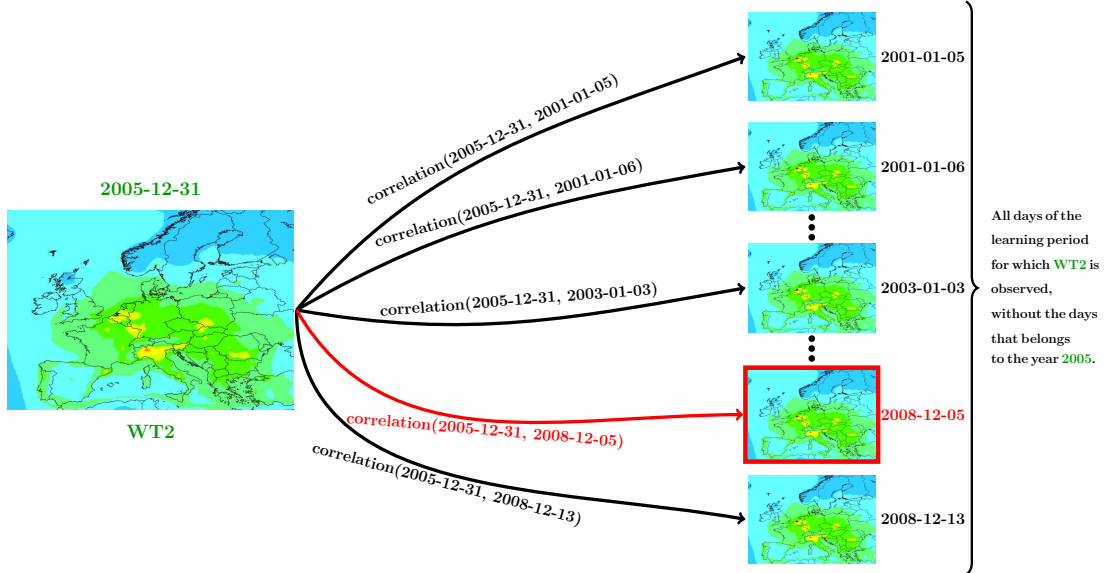 2005-12-31
WT2
correlation(2005-12-31, 2001-01-05)
correlation(2005-12-31, 2001-01-06)
correlation(2005-12-31, 2003-01-03)
correlation(2005-12-31, 2008-12-05)
correlation(2005-12-31, 2008-12-13)
2001-01-05
2001-01-06
2003-01-03
2008-12-05
2008-12-13
All days of the
learning period
for which WT2 is
observed,
without the days
that belongs
to the year 2005.